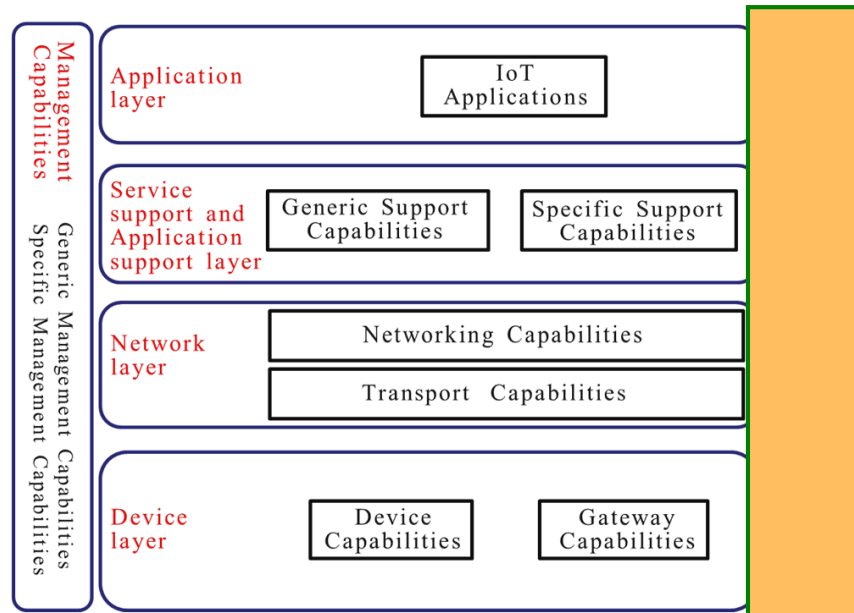 Management
Capabilities
Generic Management Capabilities
Specific Management Capabilities
Application
layer
IoT
Applications
Service
support and
Application
support layer
Generic Support
Capabilities
Specific Support
Capabilities
Network
layer
Networking Capabilities
Transport Capabilities
Device
layer
Device
Capabilities
Gateway
Capabilities